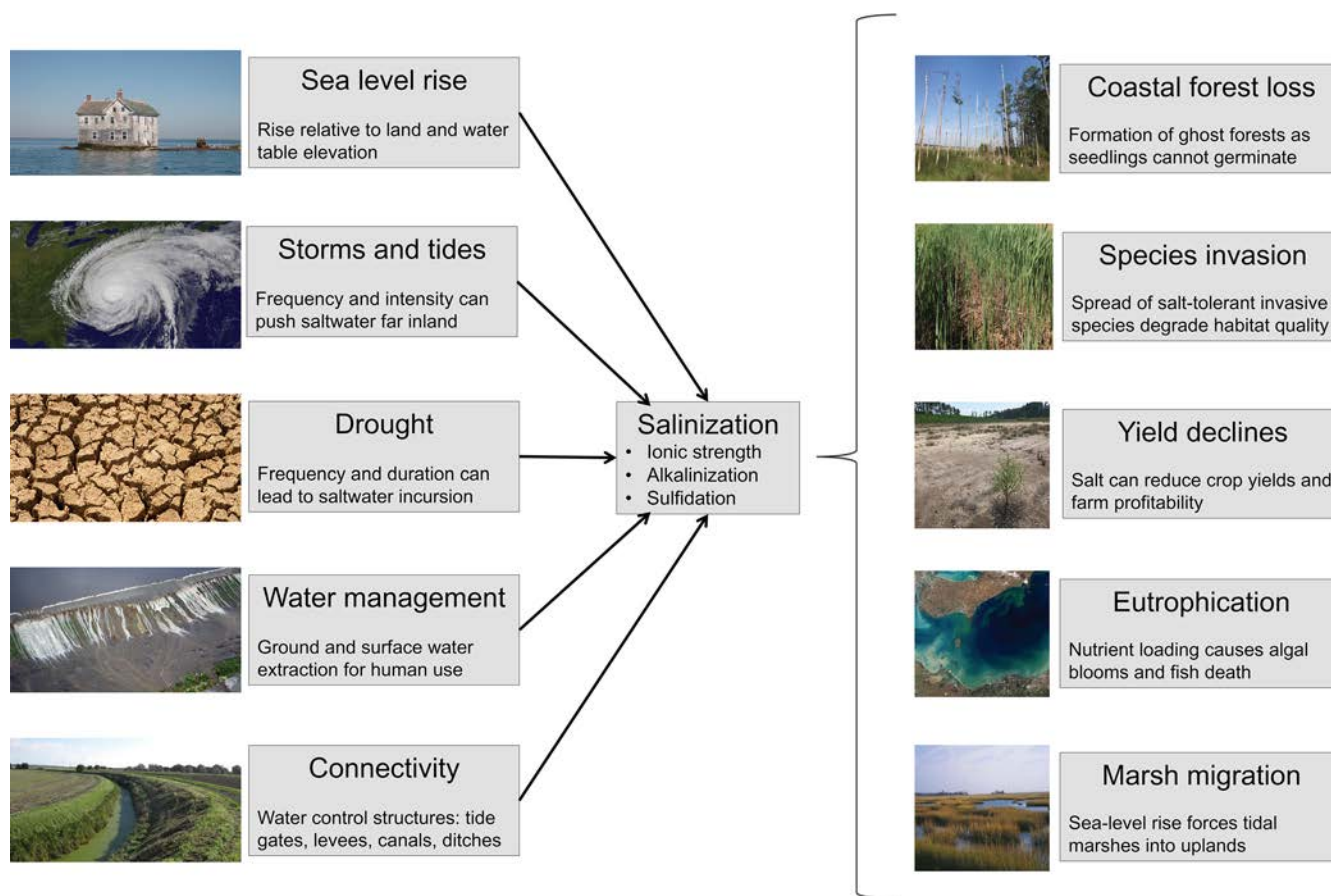 Sea level rise
Rise relative to land and water
table elevation
Storms and tides
Frequency and intensity can
push saltwater far inland
Drought
Frequency and duration can
lead to saltwater incursion
Water management
Ground and surface water
extraction for human use
Connectivity
Water control structures: tide
gates, levees, canals, ditches
Salinization
• Ionic strength
• Alkalinization
• Sulfidation
Coastal forest loss
Formation of ghost forests as
seedlings cannot germinate
Species invasion
Spread of salt-tolerant invasive
species degrade habitat quality
Yield declines
Salt can reduce crop yields and
farm profitability
Eutrophication
Nutrient loading causes algal
blooms and fish death
Marsh migration
Sea-level rise forces tidal
marshes into uplands